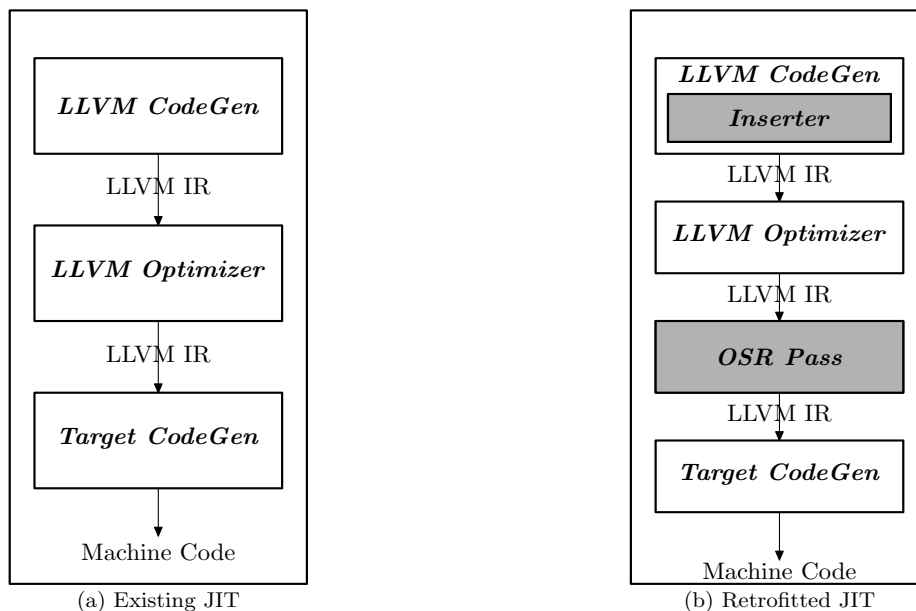 LLVM CodeGen
LLVM IR
LLVM Optimizer
LLVM IR
Target CodeGen
Machine Code
(a) Existing JIT
LLVM CodeGen
Inserter
LLVM IR
LLVM Optimizer
LLVM IR
OSR Pass
LLVM IR
Target CodeGen
Machine Code
(b) Retrofitted JIT